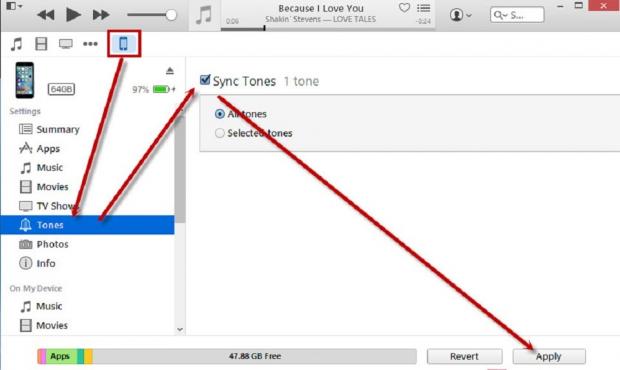 Because I Love You
0:06
Shakin' Stevens — LOVE TALES
-3:24
S...
64GB
97%
Sync Tones 1 tone
Settings
All tones
Summary
Selected tones
Apps
Music
Movies
TV Shows
Tones
Photos
Info
On My Device
Music
Movies
Apps
47.88 GB Free
Revert
Apply